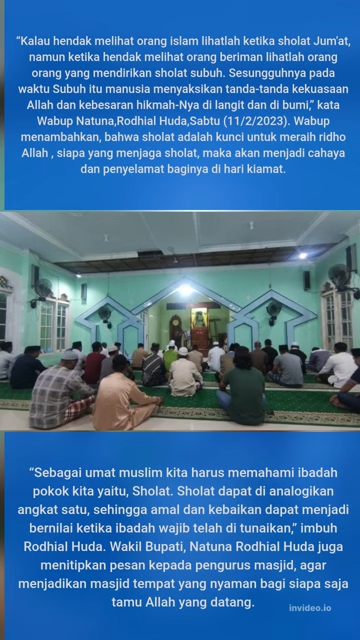 “Kalau hendak melihat orang islam lihatlah ketika sholat Jum'at,
namun ketika hendak melihat orang beriman lihatlah orang
orang yang mendirikan sholat subuh. Sesungguhnya pada
waktu Subuh itu manusia menyaksikan tanda-tanda kekuasaan
Allah dan kebesaran hikmah-Nya di langit dan di bumi,” kata
Wabup Natuna,Rodhial Huda,Sabtu (11/2/2023). Wabup
menambahkan, bahwa sholat adalah kunci untuk meraih ridho
Allah , siapa yang menjaga sholat, maka akan menjadi cahaya
dan penyelamat baginya di hari kiamat.
“Sebagai umat muslim kita harus memahami ibadah
pokok kita yaitu, Sholat. Sholat dapat di analogikan
angkat satu, sehingga amal dan kebaikan dapat menjadi
bernilai ketika ibadah wajib telah di tunaikan,” imbuh
Rodhial Huda. Wakil Bupati, Natuna Rodhial Huda juga
menitipkan pesan kepada pengurus masjid, agar
menjadikan masjid tempat yang nyaman bagi siapa saja
tamu Allah yang datang.
invideo.io